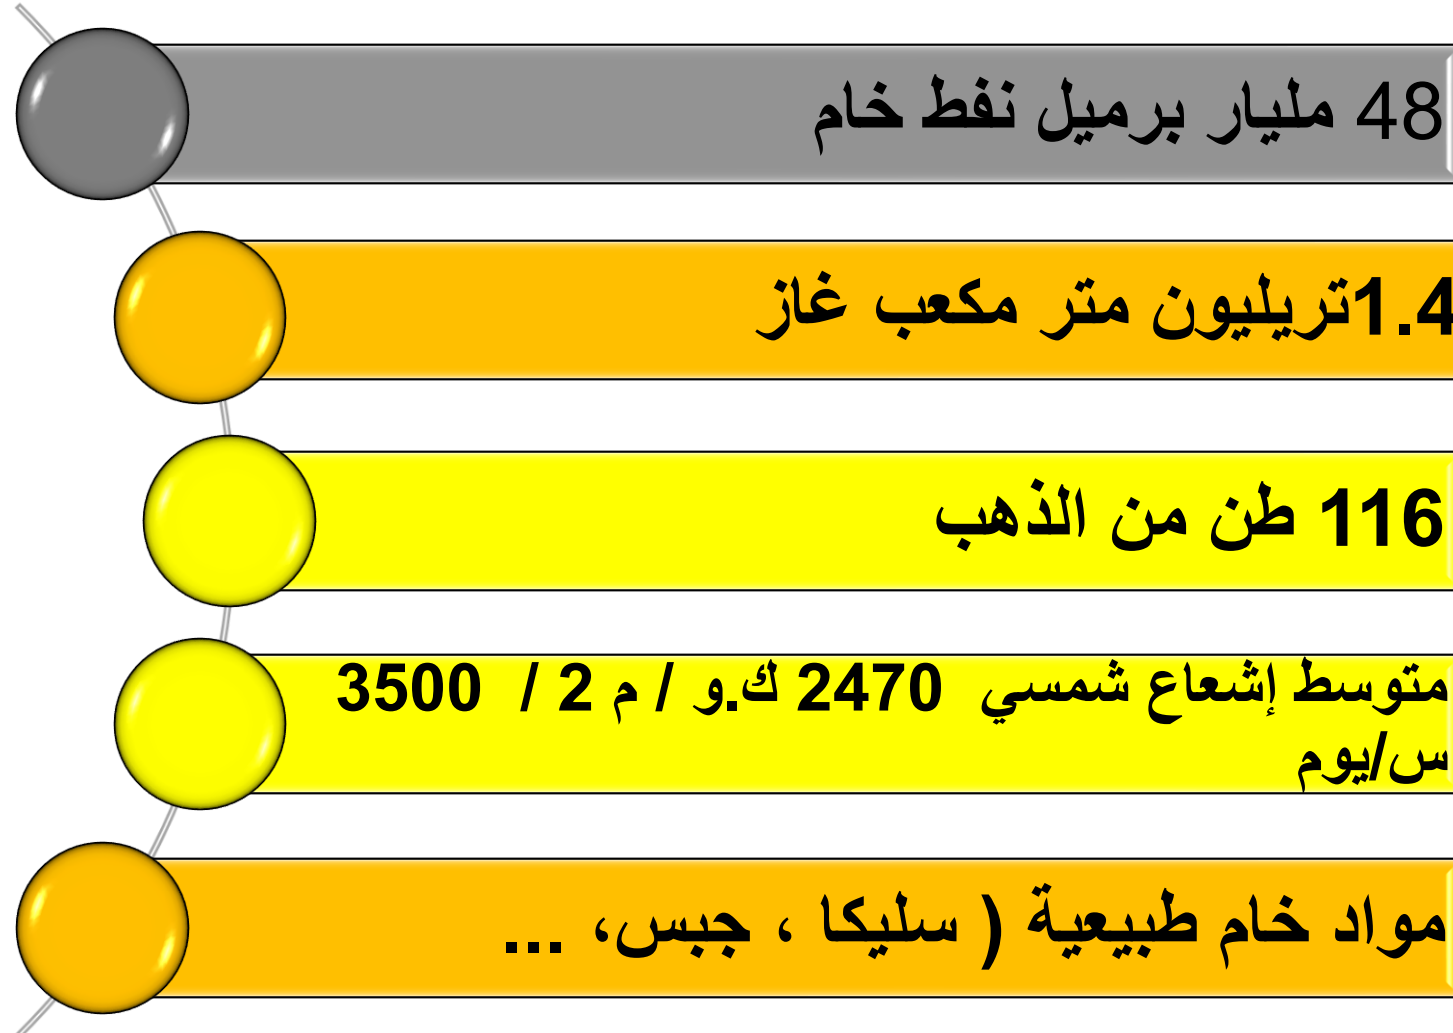 48 مليار برميل نفط خام
1.4تريليون متر مكعب غاز
116 طن من الذهب
متوسط إشعاع شمسي 2470 ك.و / م 2 / 3500
س/يوم
مواد خام طبيعية ( سليكا ، جبس، ...